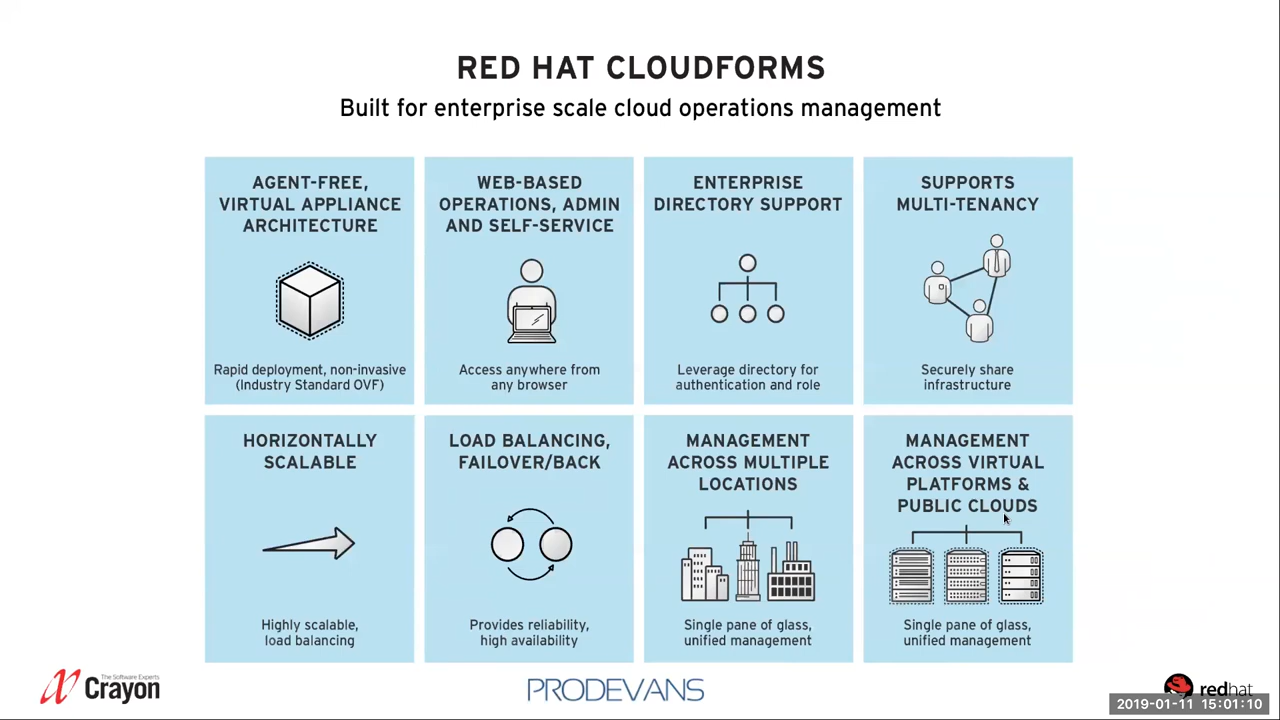 RED HAT CLOUDFORMS
Built for enterprise scale cloud operations management
AGENT-FREE,
VIRTUAL APPLIANCE
ARCHITECTURE
Rapid deployment, non-invasive
(Industry Standard OVF)
WEB-BASED
OPERATIONS, ADMIN
AND SELF-SERVICE
Access anywhere from
any browser
ENTERPRISE
DIRECTORY SUPPORT
Leverage directory for
authentication and role
SUPPORTS
MULTI-TENANCY
Securely share
infrastructure
HORIZONTALLY
SCALABLE
Highly scalable,
load balancing
LOAD BALANCING,
FAILOVER/BACK
Provides reliability,
high availability
MANAGEMENT
ACROSS MULTIPLE
LOCATIONS
Single pane of glass,
unified management
MANAGEMENT
ACROSS VIRTUAL
PLATFORMS &
PUBLIC CLOUDS
Single pane of glass,
unified management
The Software Experts
Crayon
PRODEVANS
redhat
2019-01-11 15:01:10